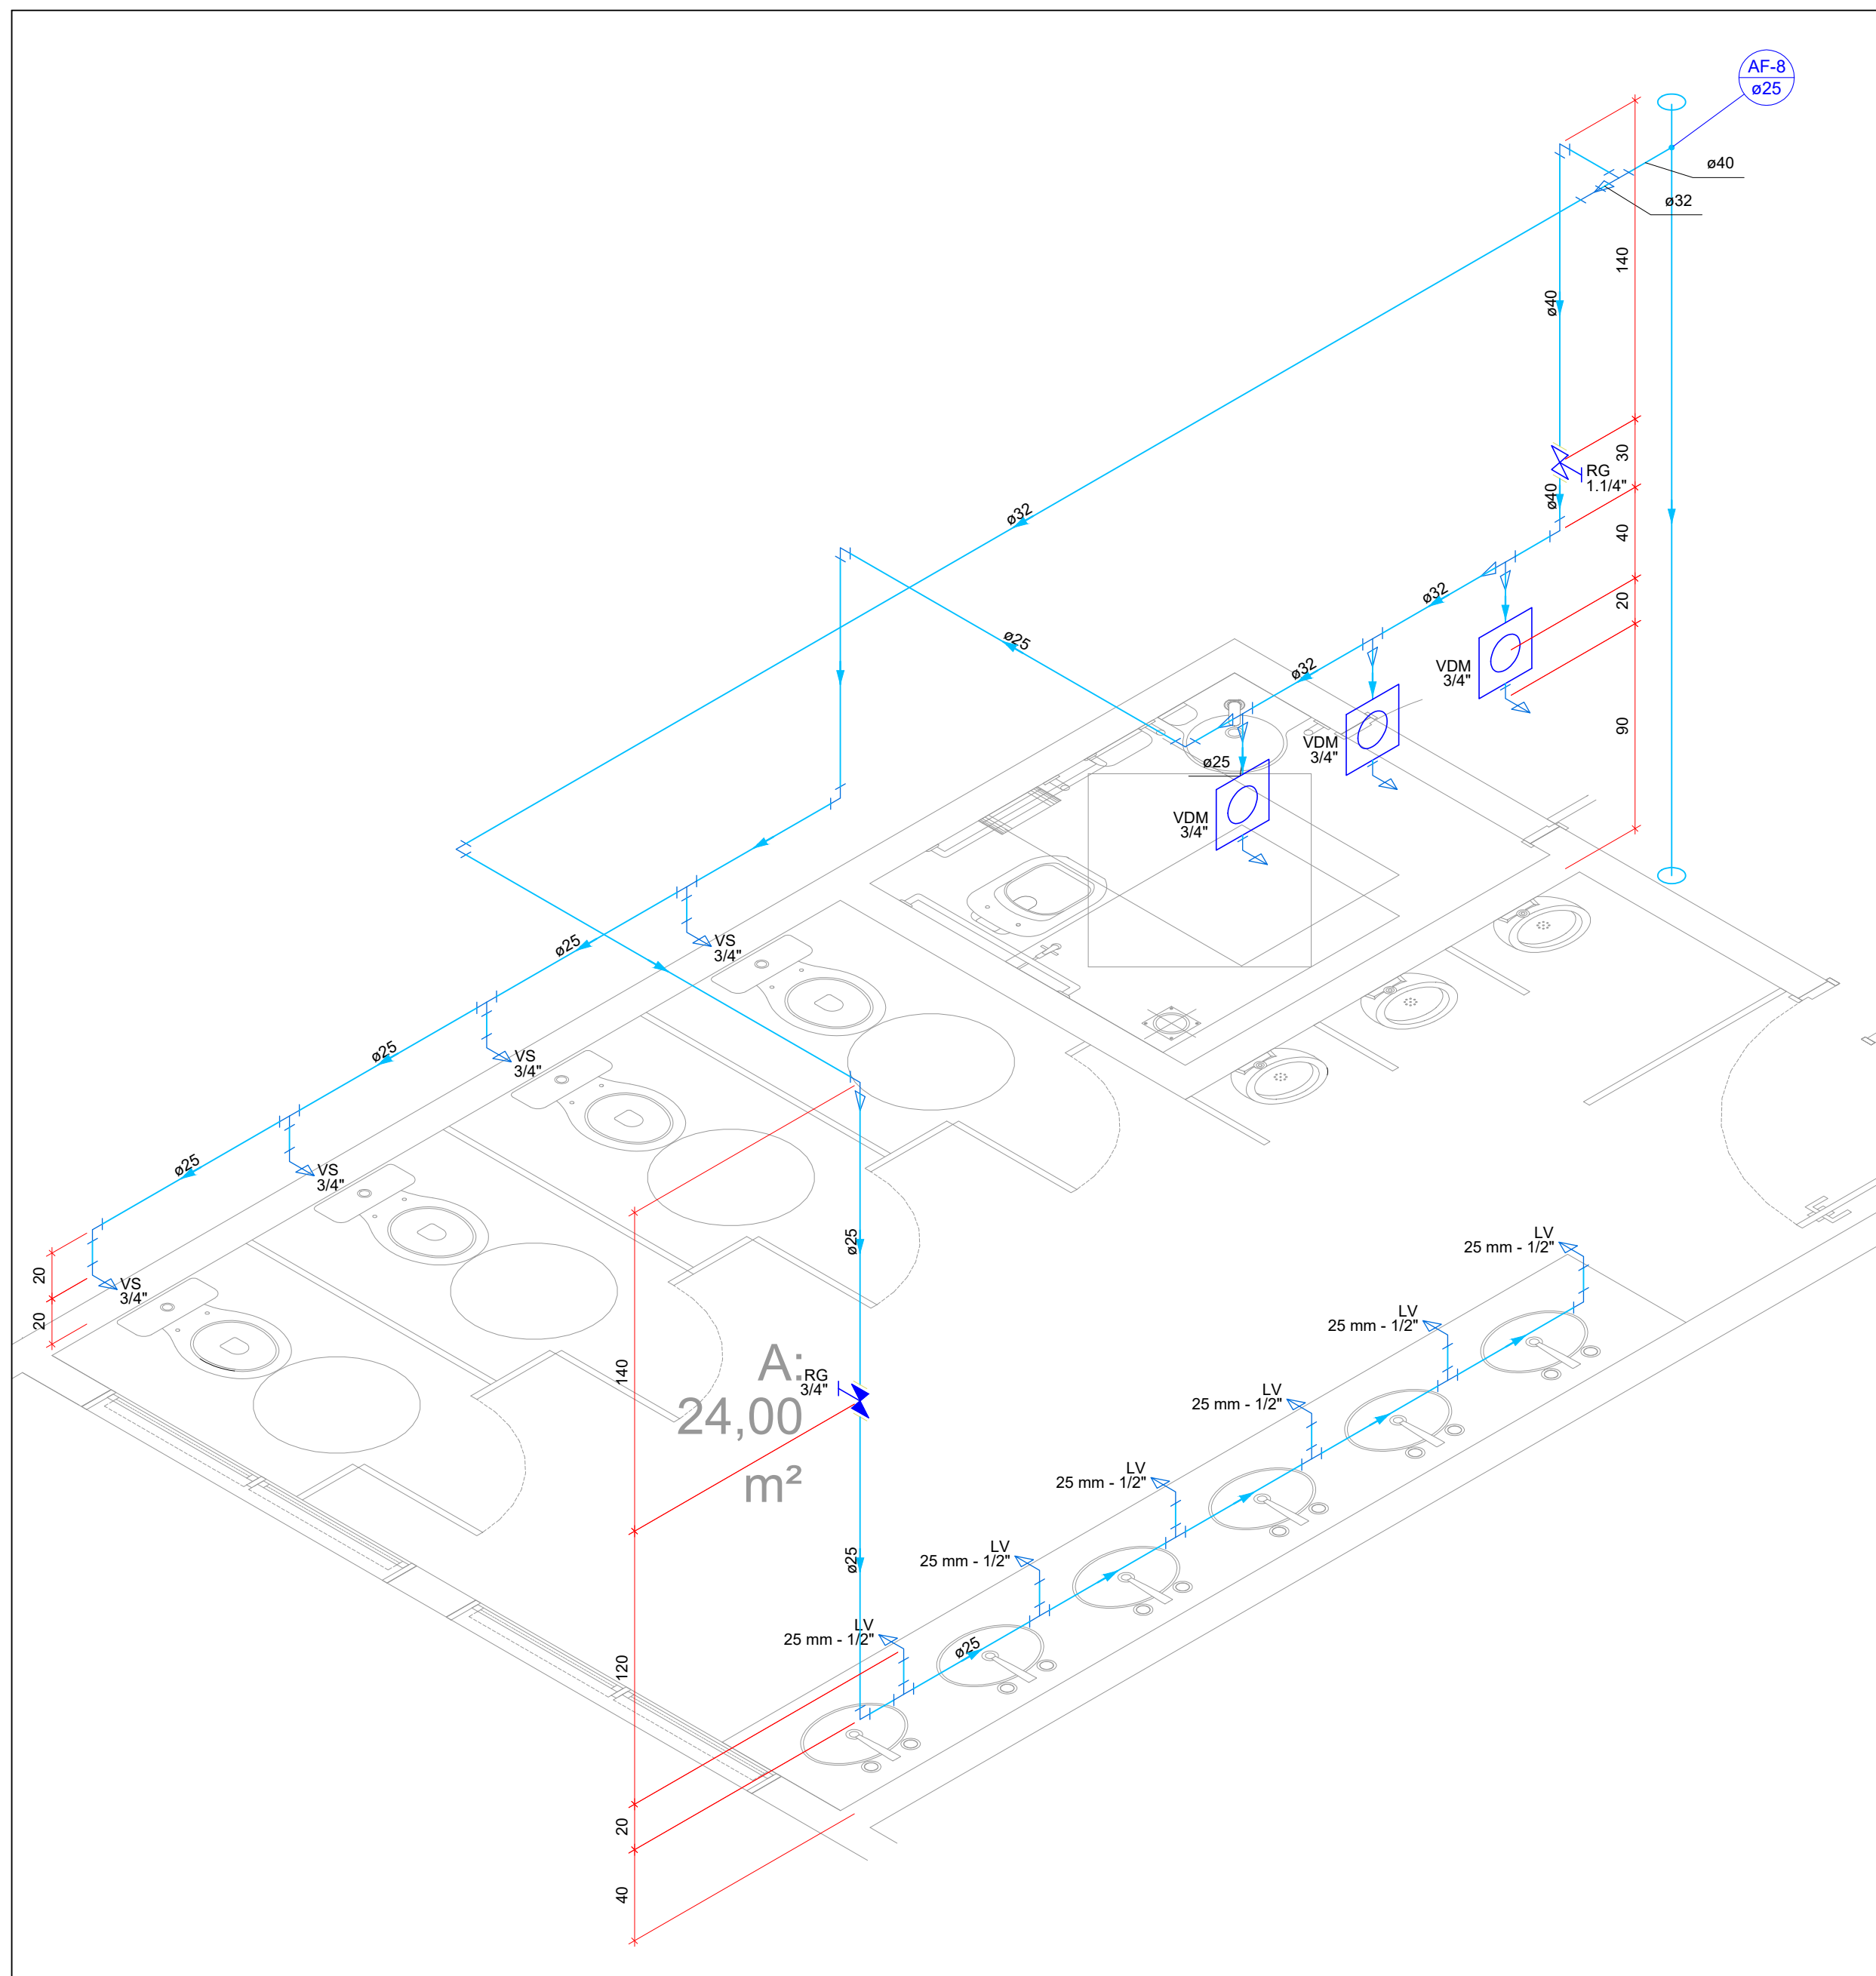 AF-8
ø25
ø40
ø32
140
ø40
30
RG
1.1/4"
ø40
ø32
40
ø32
20
ø25
ø32
VDM
3/4"
VDM
3/4"
90
ø25
VDM
3/4"
VS
3/4"
ø25
VS
3/4"
ø25
VS
3/4"
ø25
VS
3/4"
20
20
ø25
LV
25 mm - 1/2"
LV
25 mm - 1/2"
A:
24,00
m²
140
RG
3/4"
LV
25 mm - 1/2"
LV
25 mm - 1/2"
LV
25 mm - 1/2"
ø25
LV
25 mm - 1/2"
ø25
120
20
40